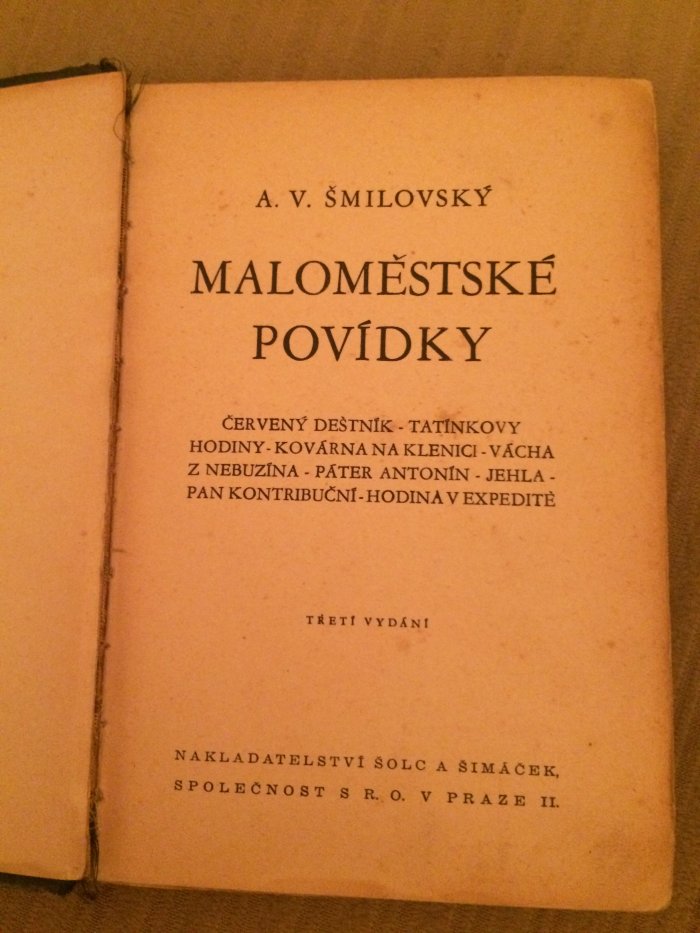 A. V. ŠMILOVSKÝ
MALOMĚSTSKÉ
POVÍDKY
ČERVENÝ DEŠTNÍK - TATÍNKOVY
HODINY - KOVÁRNA NA KLENICI - VÁCHA
Z NEBUZÍNA - PÁTER ANTONÍN - JEHLA -
PAN KONTRIBUČNÍ - HODINA V EXPEDITĚ
TŘETÍ VYDÁNÍ
NAKLADATELSTVÍ ŠOLC A ŠIMÁČEK,
SPOLEČNOST S R. O. V PRAZE II.